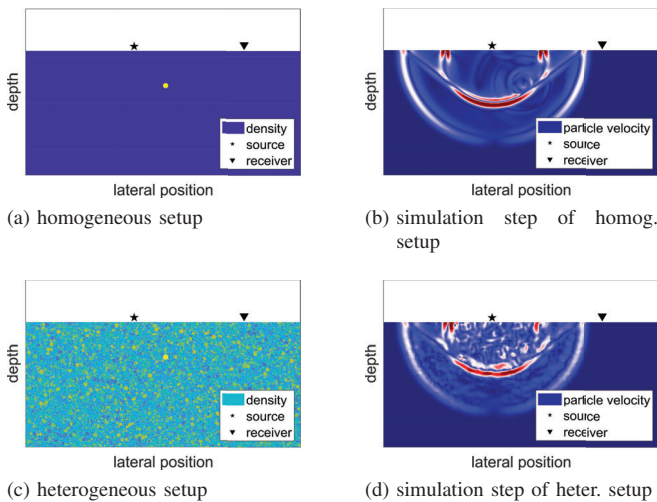 depth
density
source
receiver
lateral position
(a) homogeneous setup
depth
particle velocity
source
receiver
lateral position
(b) simulation step of homog.
setup
depth
density
source
receiver
lateral position
(c) heterogeneous setup
depth
particle velocity
source
receiver
lateral position
(d) simulation step of heter. setup